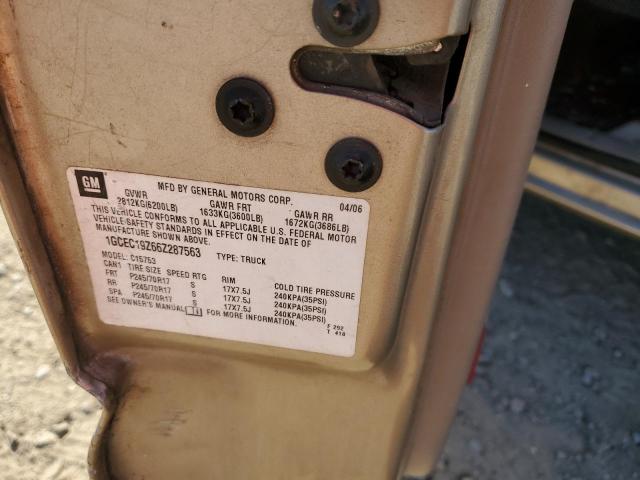 GM
MFD BY GENERAL MOTORS CORP. 04/06
GVWR GAWR FRT GAWR RR
2812KG(6200LB) 1633KG(3600LB) 1672KG(3686LB)
THIS VEHICLE CONFORMS TO ALL APPLICABLE U.S. FEDERAL MOTOR
VEHICLE SAFETY STANDARDS IN EFFECT ON THE DATE OF
MANUFACTURE SHOWN ABOVE.
1GCEC19Z66Z287563 TYPE: TRUCK
MODEL: C15753
CAN1 TIRE SIZE SPEED RTG RIM COLD TIRE PRESSURE
FRT P245/70R17 S 17X7.5J 240KPA(35PSI)
RR P245/70R17 S 17X7.5J 240KPA(35PSI)
SPA P245/70R17 S 17X7.5J 240KPA(35PSI)
SEE OWNER'S MANUAL i FOR MORE INFORMATION.
F 292
T 418